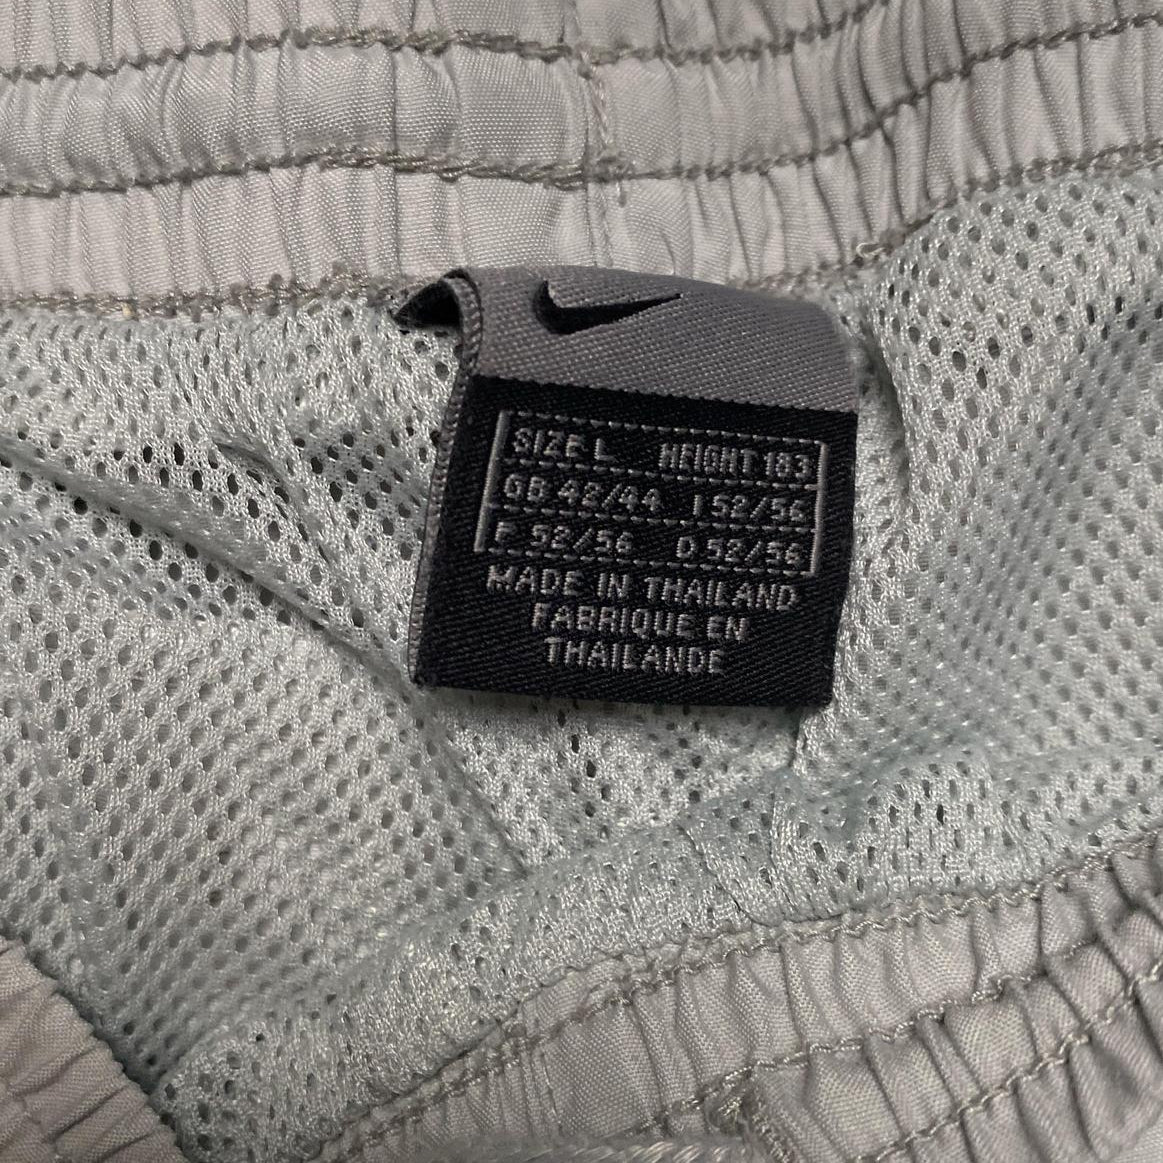 SIZE L HEIGHT 183
GB 42/44 I 52/56
F 52/56 D 52/56
MADE IN THAILAND
FABRIQUE EN
THAILANDE